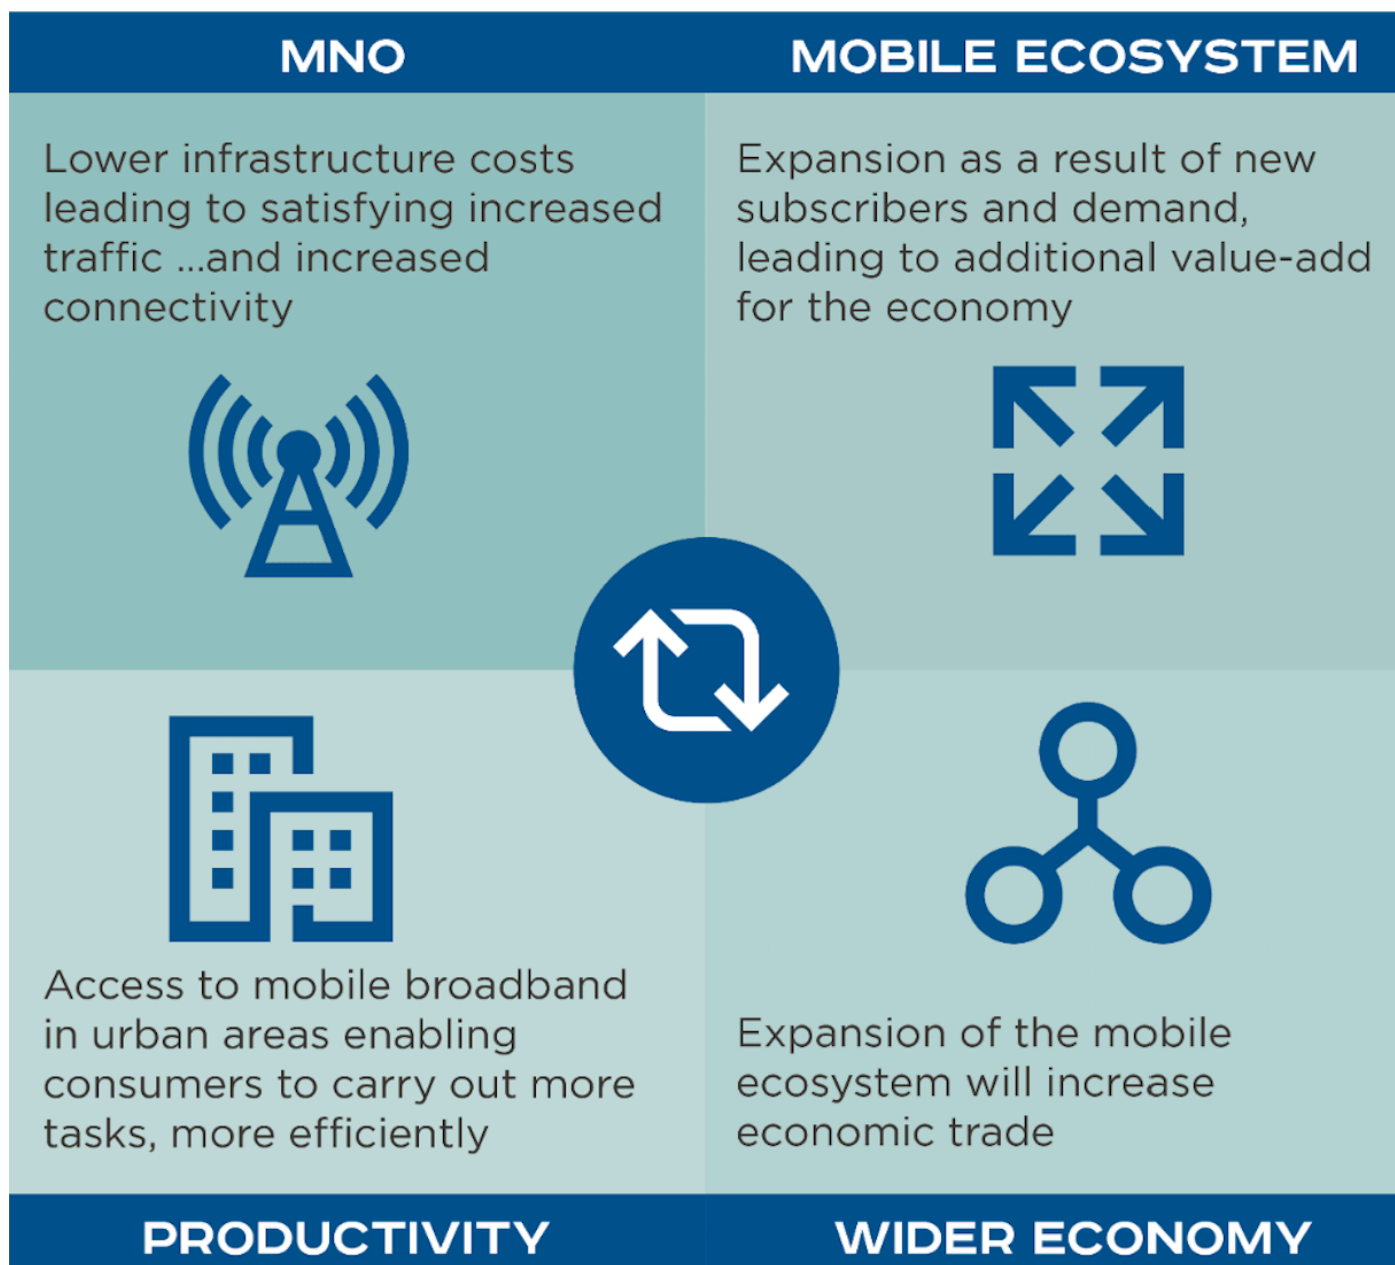 MNO
MOBILE ECOSYSTEM
Lower infrastructure costs
leading to satisfying increased
traffic ...and increased
connectivity
Expansion as a result of new
subscribers and demand,
leading to additional value-add
for the economy
Access to mobile broadband
in urban areas enabling
consumers to carry out more
tasks, more efficiently
Expansion of the mobile
ecosystem will increase
economic trade
PRODUCTIVITY
WIDER ECONOMY